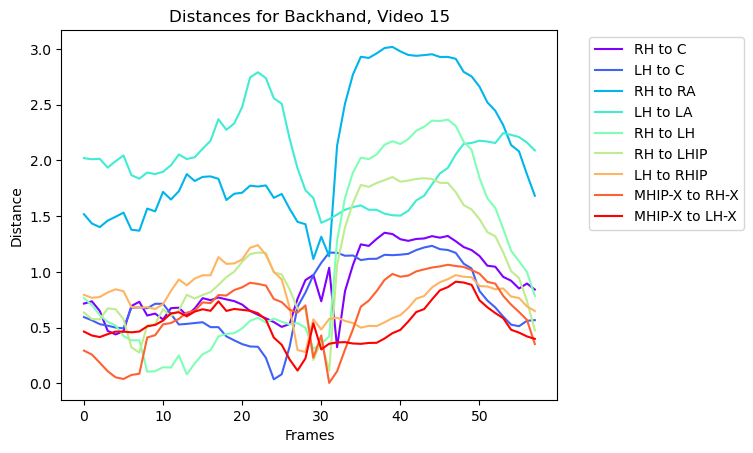 Distances for Backhand, Video 15
3.0
2.5
2.0
1.5
1.0
0.5
0.0
Distance
0 10 20 30 40 50
Frames
RH to C
LH to C
RH to RA
LH to LA
RH to LH
RH to LHIP
LH to RHIP
MHIP-X to RH-X
MHIP-X to LH-X